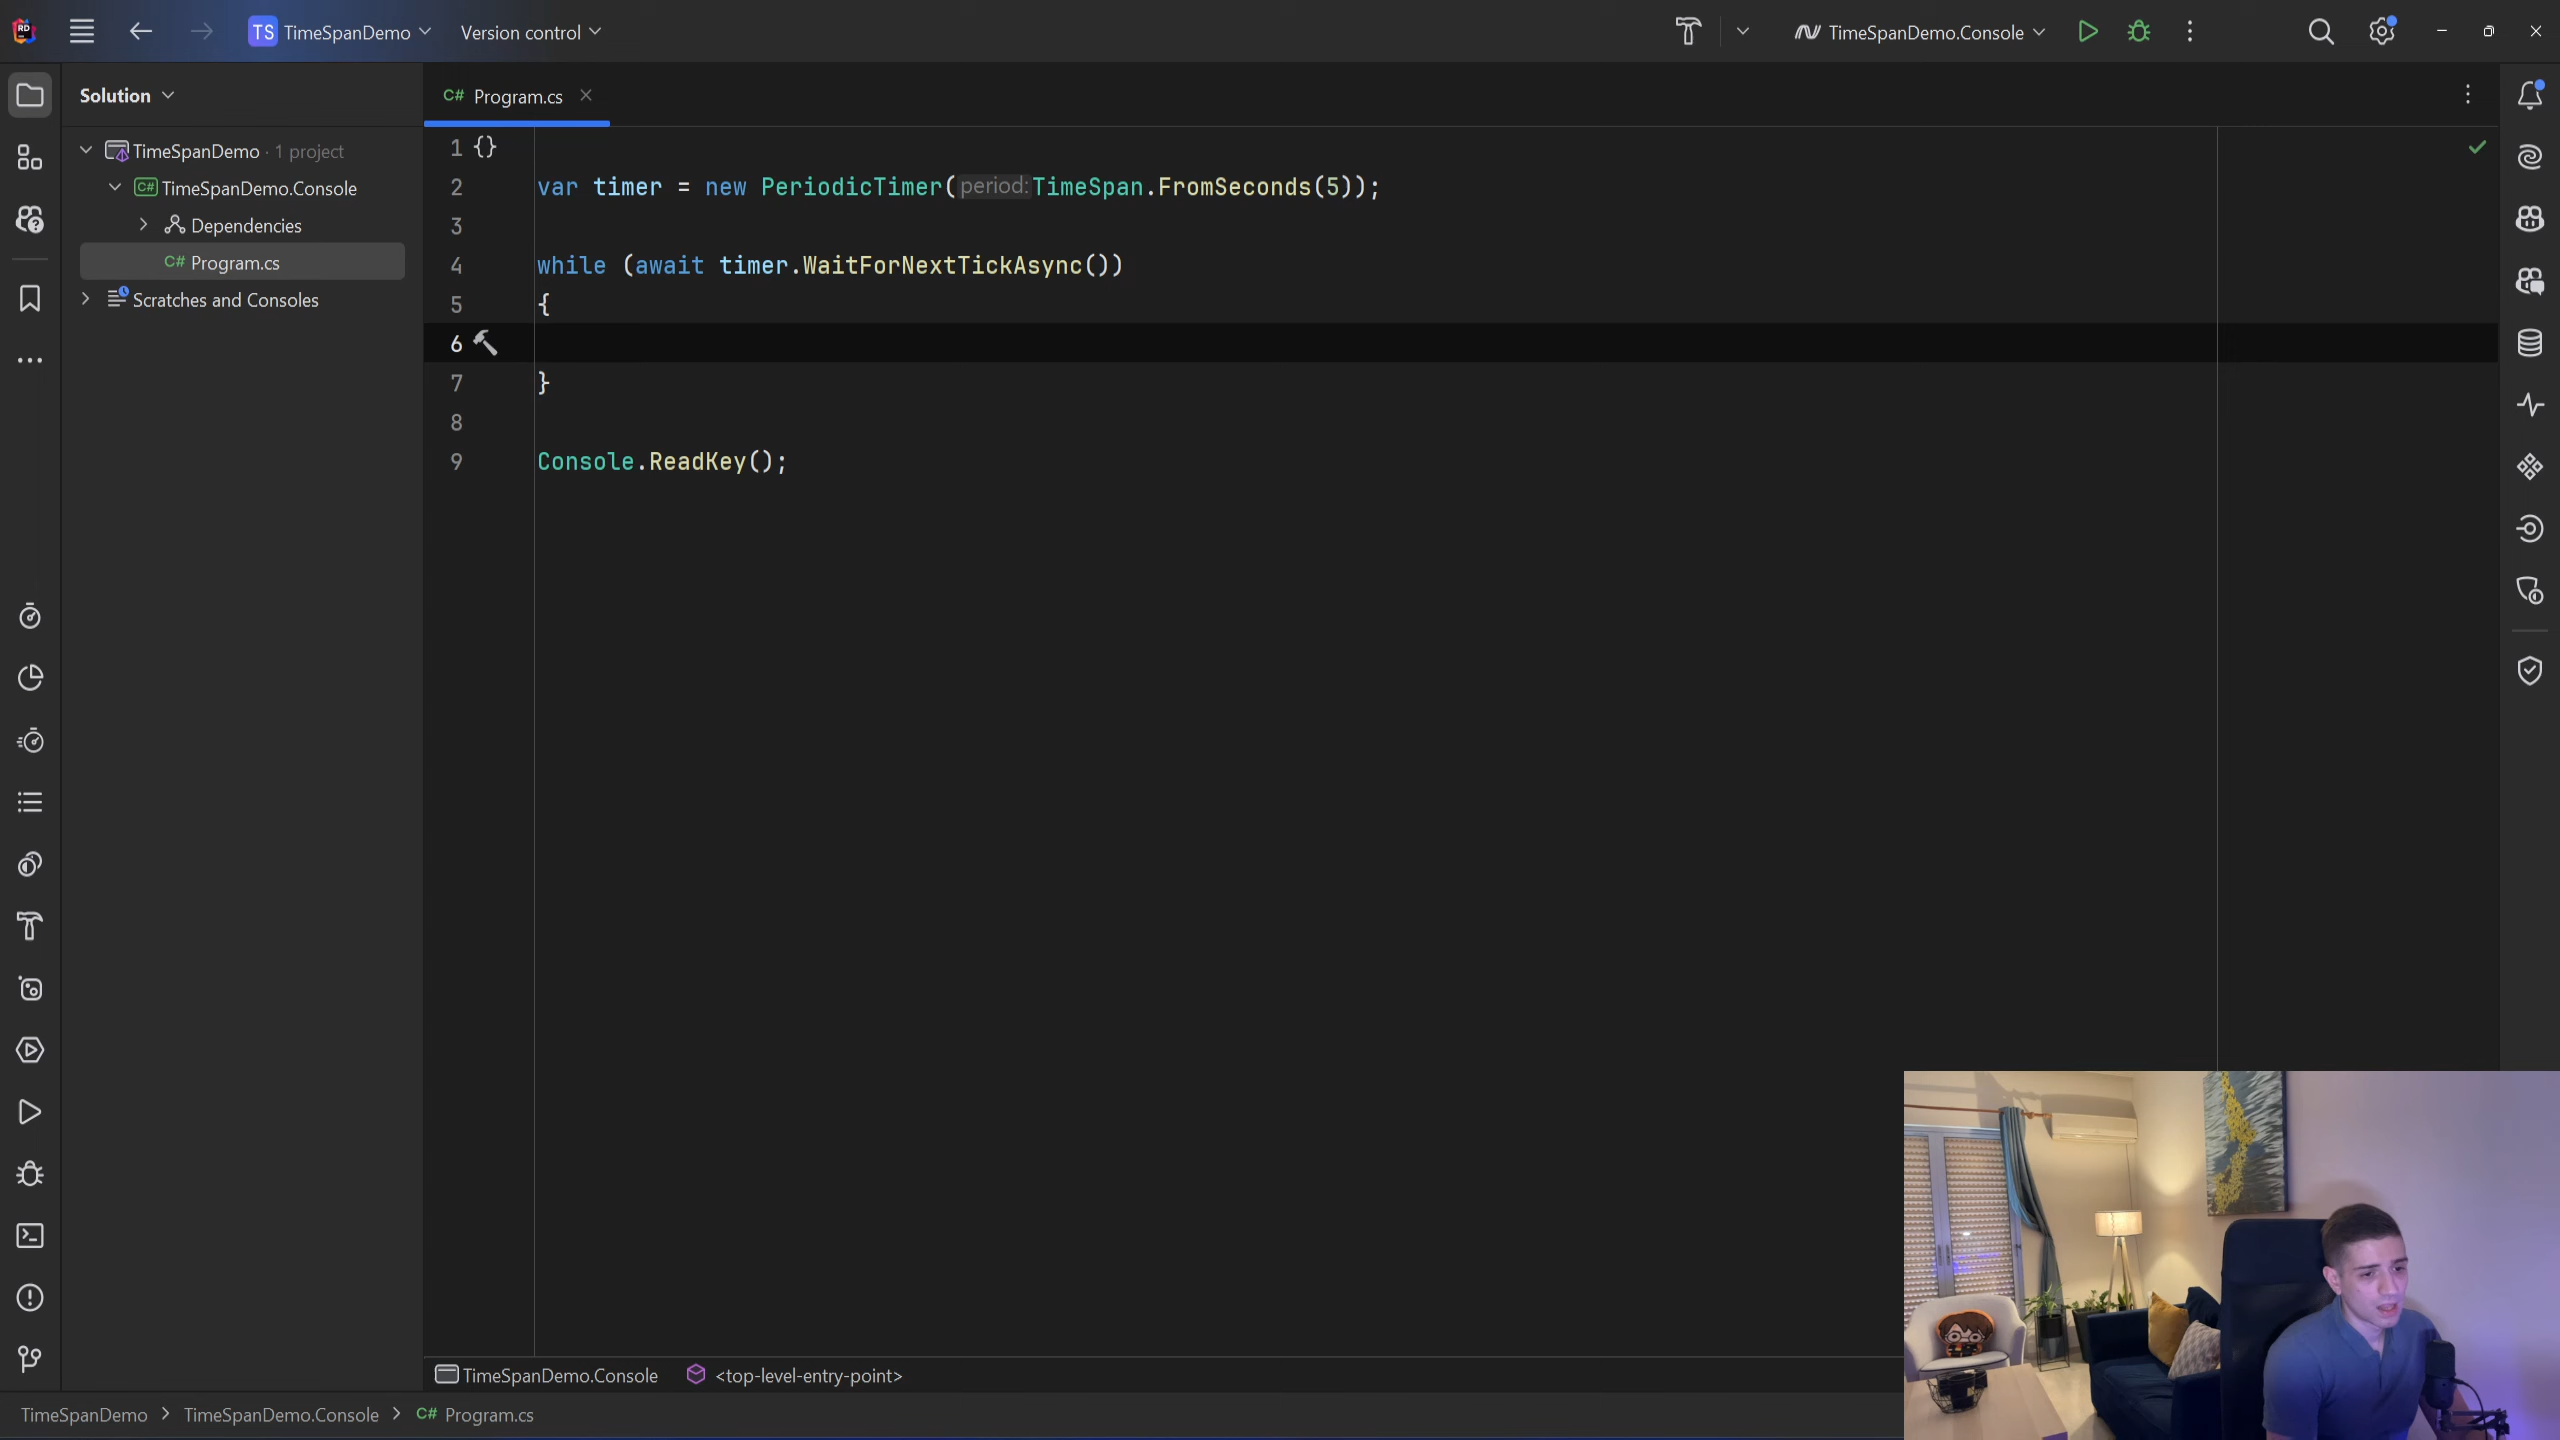 TS TimeSpanDemo
Version control
TimeSpanDemo.Console
Solution
Program.cs
TimeSpanDemo · 1 project
TimeSpanDemo.Console
Dependencies
Program.cs
Scratches and Consoles
1 {}
2 var timer = new PeriodicTimer(period:TimeSpan.FromSeconds(5));
3
4 while (await timer.WaitForNextTickAsync())
5 {
6
7 }
8
9 Console.ReadKey();
TimeSpanDemo.Console <top-level-entry-point>
TimeSpanDemo > TimeSpanDemo.Console > C# Program.cs